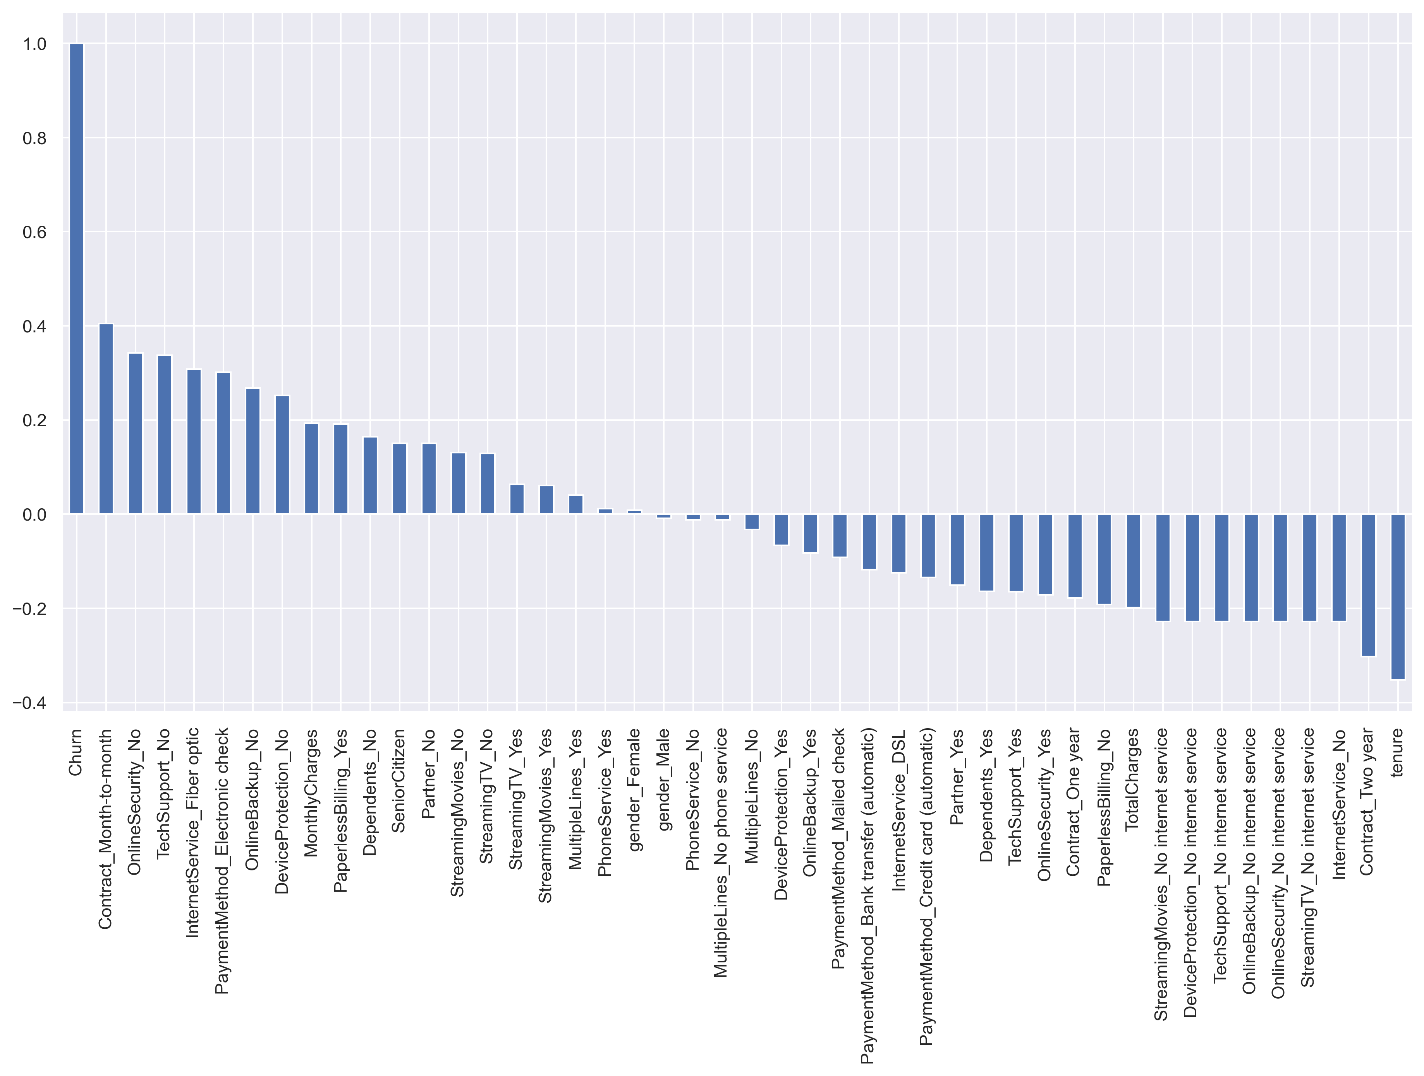 1.0
0.8
0.6
0.4
0.2
0.0
−0.2
−0.4
Churn
Contract_Month-to-month
OnlineSecurity_No
TechSupport_No
InternetService_Fiber optic
PaymentMethod_Electronic check
OnlineBackup_No
DeviceProtection_No
MonthlyCharges
PaperlessBilling_Yes
Dependents_No
SeniorCitizen
Partner_No
StreamingMovies_No
StreamingTV_No
StreamingTV_Yes
StreamingMovies_Yes
MultipleLines_Yes
PhoneService_Yes
gender_Female
gender_Male
PhoneService_No
MultipleLines_No phone service
MultipleLines_No
DeviceProtection_Yes
OnlineBackup_Yes
PaymentMethod_Mailed check
PaymentMethod_Bank transfer (automatic)
InternetService_DSL
PaymentMethod_Credit card (automatic)
Partner_Yes
Dependents_Yes
TechSupport_Yes
OnlineSecurity_Yes
Contract_One year
PaperlessBilling_No
TotalCharges
StreamingMovies_No internet service
DeviceProtection_No internet service
TechSupport_No internet service
OnlineBackup_No internet service
OnlineSecurity_No internet service
StreamingTV_No internet service
InternetService_No
Contract_Two year
tenure